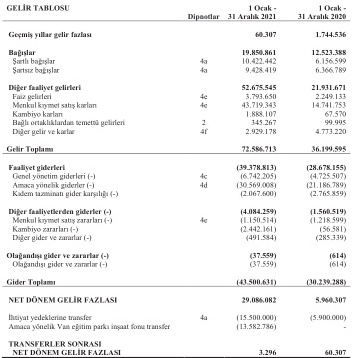 GELİR TABLOSU 1 Ocak - 1 Ocak -
Dipnotlar 31 Aralık 2021 31 Aralık 2020
Geçmiş yıllar gelir fazlası 60.307 1.744.536
Bağışlar 19.850.861 12.523.388
Şartlı bağışlar 4a 10.422.442 6.156.599
Şartsız bağışlar 4a 9.428.419 6.366.789
Diğer faaliyet gelirleri 52.675.545 21.931.671
Faiz gelirleri 4e 3.793.650 2.249.133
Menkul kıymet satış karları 4e 43.719.343 14.741.753
Kambiyo karları 1.888.107 67.570
Bağlı ortaklıklardan temettü gelirleri 2 345.267 99.995
Diğer gelir ve karlar 4f 2.929.178 4.773.220
Gelir Toplamı 72.586.713 36.199.595
Faaliyet giderleri (39.378.813) (28.678.155)
Genel yönetim giderleri (-) 4c (6.742.205) (4.725.507)
Amaca yönelik giderler (-) 4d (30.569.008) (21.186.789)
Kıdem tazminatı gider karşılığı (-) (2.067.600) (2.765.859)
Diğer faaliyetlerden giderler (-) (4.084.259) (1.560.519)
Menkul kıymet satış zararları (-) 4e (1.150.514) (1.218.599)
Kambiyo zararları (-) (2.442.161) (56.581)
Diğer gider ve zararlar (-) (491.584) (285.339)
Olağandışı gider ve zararlar (-) (37.559) (614)
Olağandışı gider ve zararlar (-) (37.559) (614)
Gider Toplamı (43.500.631) (30.239.288)
NET DÖNEM GELİR FAZLASI 29.086.082 5.960.307
İhtiyat yedeklerine transfer 4a (15.500.000) (5.900.000)
Amaca yönelik Van eğitim parkı inşaat fonu transfer (13.582.786) -
TRANSFERLER SONRASI
NET DÖNEM GELİR FAZLASI 3.296 60.307